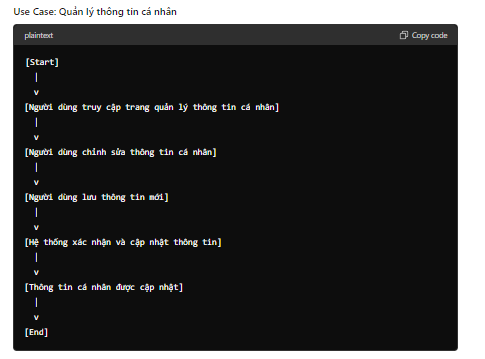 Use Case: Quản lý thông tin cá nhân
plaintext
Copy code
[Start]
|
v
[Người dùng truy cập trang quản lý thông tin cá nhân]
|
v
[Người dùng chỉnh sửa thông tin cá nhân]
|
v
[Người dùng lưu thông tin mới]
|
v
[Hệ thống xác nhận và cập nhật thông tin]
|
v
[Thông tin cá nhân được cập nhật]
|
v
[End]